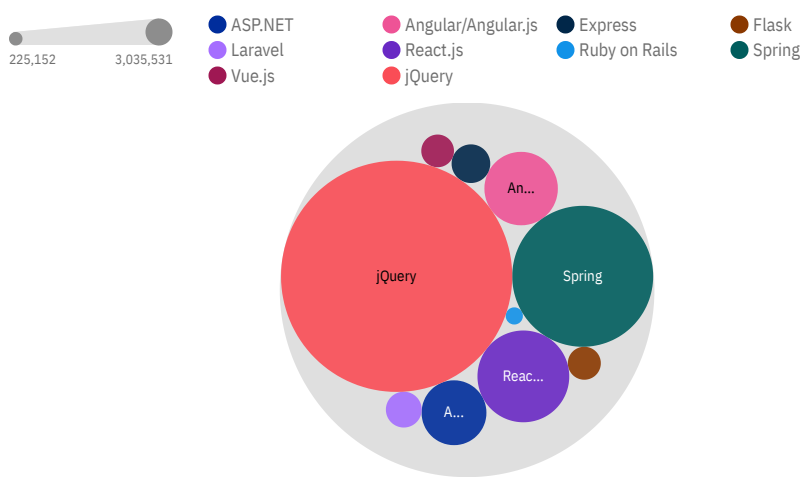 225,152 3,035,531
ASP.NET Angular/Angular.js Express Flask
Laravel React.js Ruby on Rails Spring
Vue.js jQuery
An...
jQuery Spring
Reac...
A...